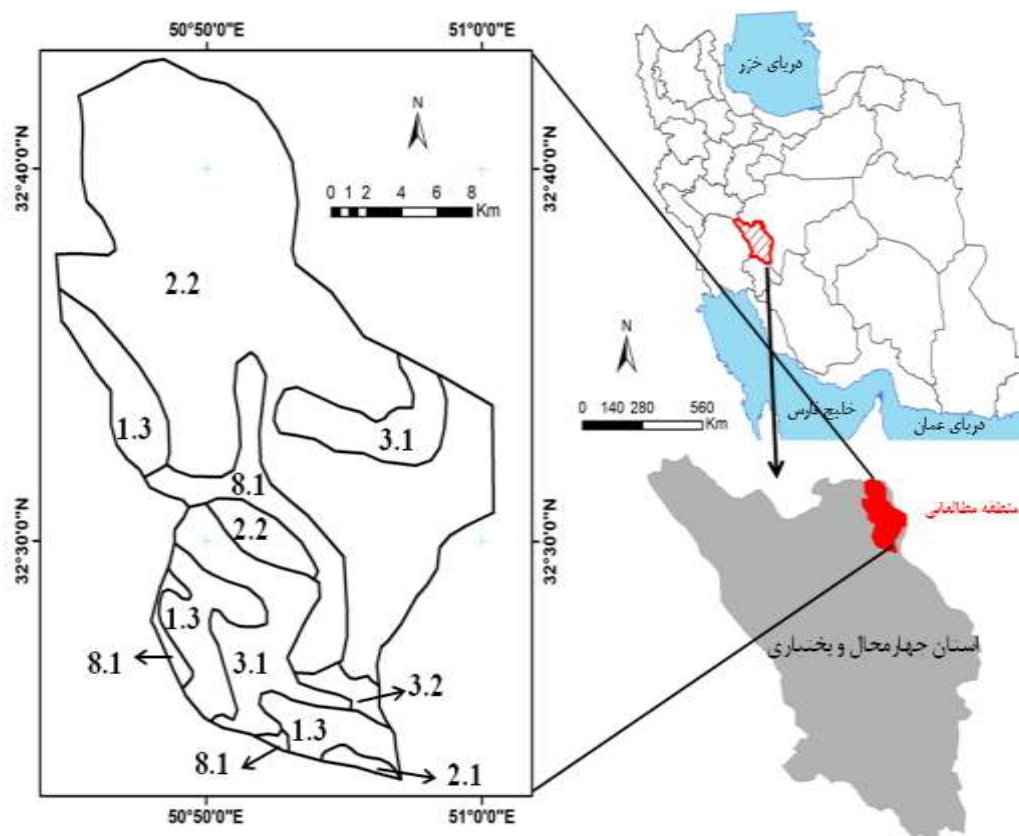 50°50'0"E
51°0'0"E
N
0 1 2 4 6 8
Km
32°40'0"N
32°40'0"N
2.2
1.3
3.1
8.1
2.2
32°30'0"N
32°30'0"N
1.3
8.1
3.1
3.2
1.3
8.1
2.1
50°50'0"E
51°0'0"E
دریای خزر
N
0 140 280 560
Km
خلیج فارس
دریای عمان
منطقه مطالعاتی
استان چهارمحال و بختیاری